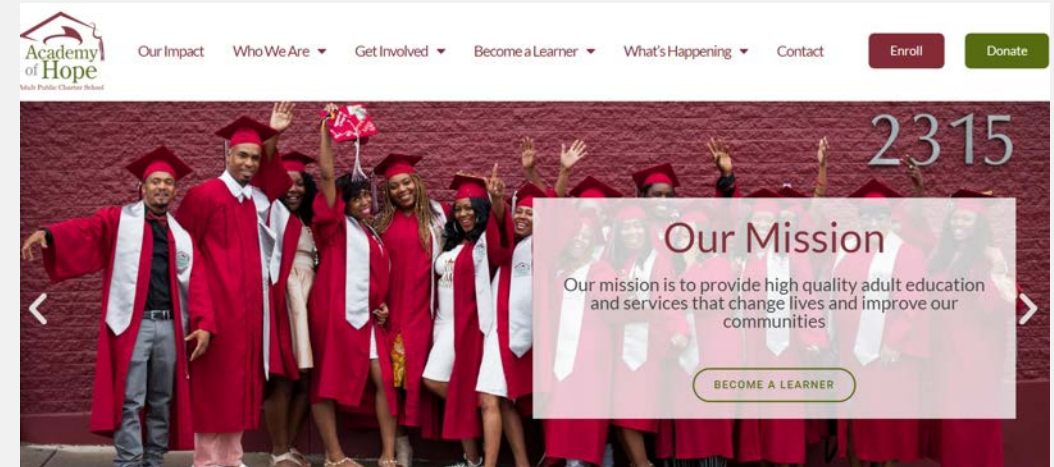 Academy
of Hope
Adult Public Charter School
Our Impact
Who We Are
Get Involved
Become a Learner
What's Happening
Contact
Enroll
Donate
2315
Our Mission
Our mission is to provide high quality adult education
and services that change lives and improve our
communities
BECOME A LEARNER